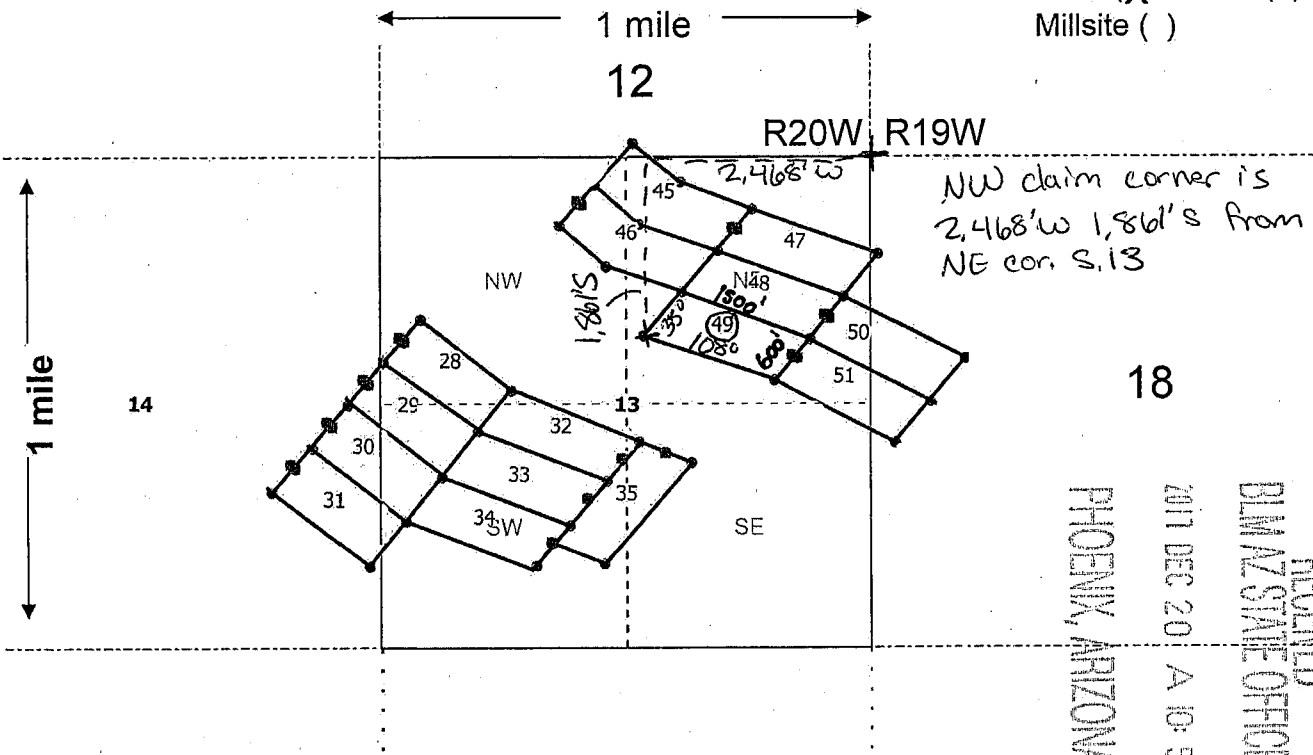 1 mile
Millsite ( )
12
R20W R19W
2,468'W
NW claim corner is
2,468'W 1,861'S from
NE cor. S.13
45
46
47
NW
N48
1,861'S
1500'
35°
49
108°
600'
50
51
28
29
30
31
1 mile
14
13
18
32
33
34
SW
35
SE
RECEIVED
BLM AZ STATE OFFICE
2011 DEC 20 A 10: 5
PHOENIX, ARIZONA